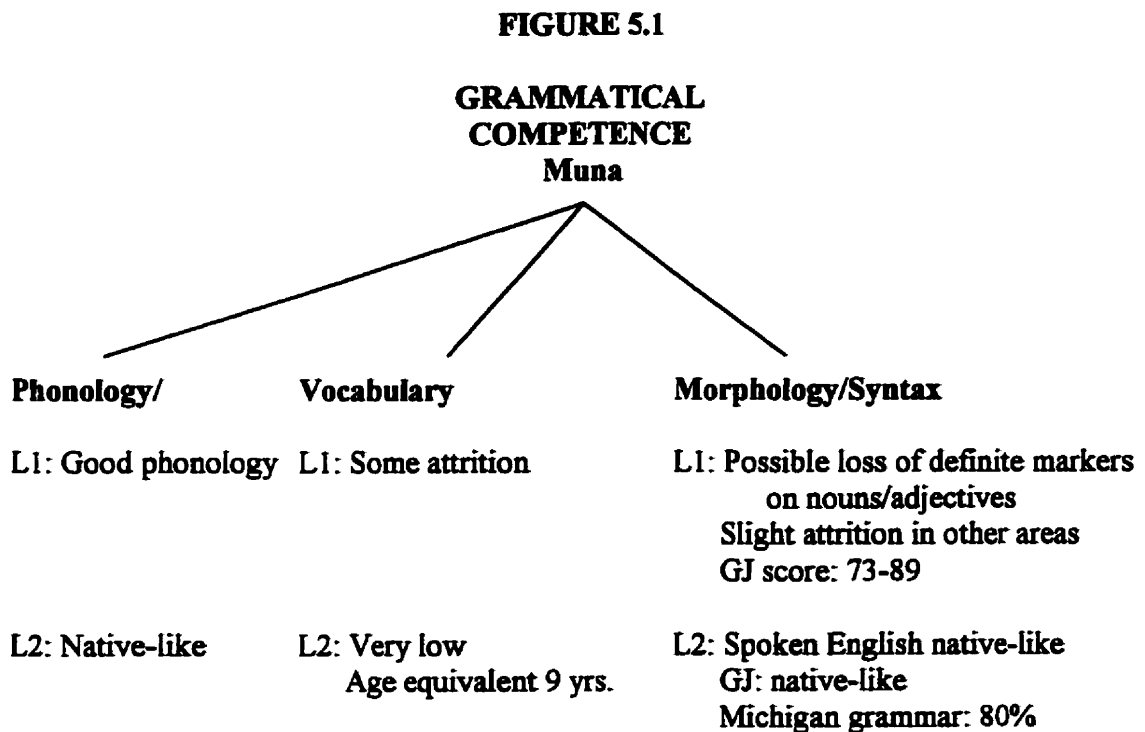 FIGURE 5.1
GRAMMATICAL
COMPETENCE
Muna
Phonology/
L1: Good phonology
L2: Native-like
Vocabulary
L1: Some attrition
L2: Very low
Age equivalent 9 yrs.
Morphology/Syntax
L1: Possible loss of definite markers
on nouns/adjectives
Slight attrition in other areas
GJ score: 73-89
L2: Spoken English native-like
GJ: native-like
Michigan grammar: 80%